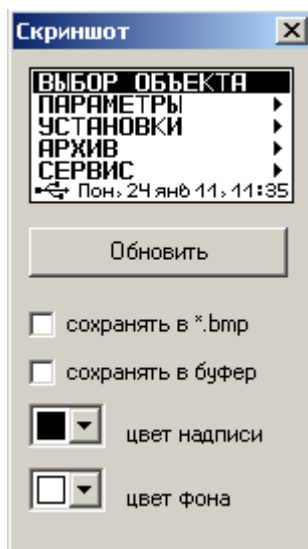 Скриншот
ВЫБОР ОБЪЕКТА
ПАРАМЕТРЫ
УСТАНОВКИ
АРХИВ
СЕРВИС
Пон, 24 янв 11, 11:35
Обновить
сохранять в *.bmp
сохранять в буфер
цвет надписи
цвет фона